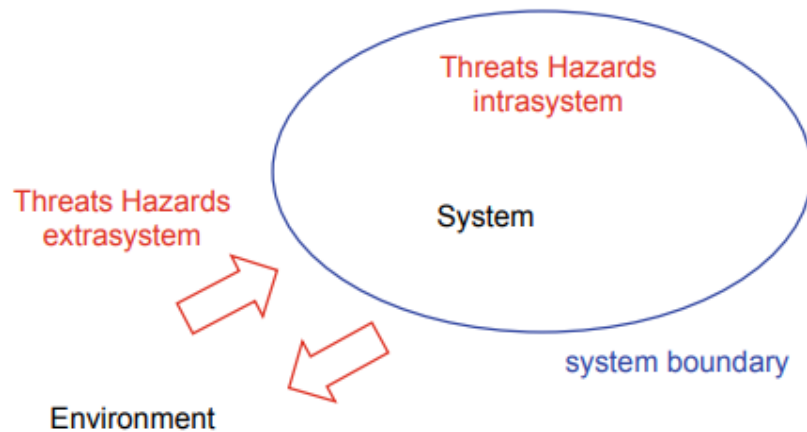 Threats Hazards
intrasystem
Threats Hazards
extrasystem
System
system boundary
Environment